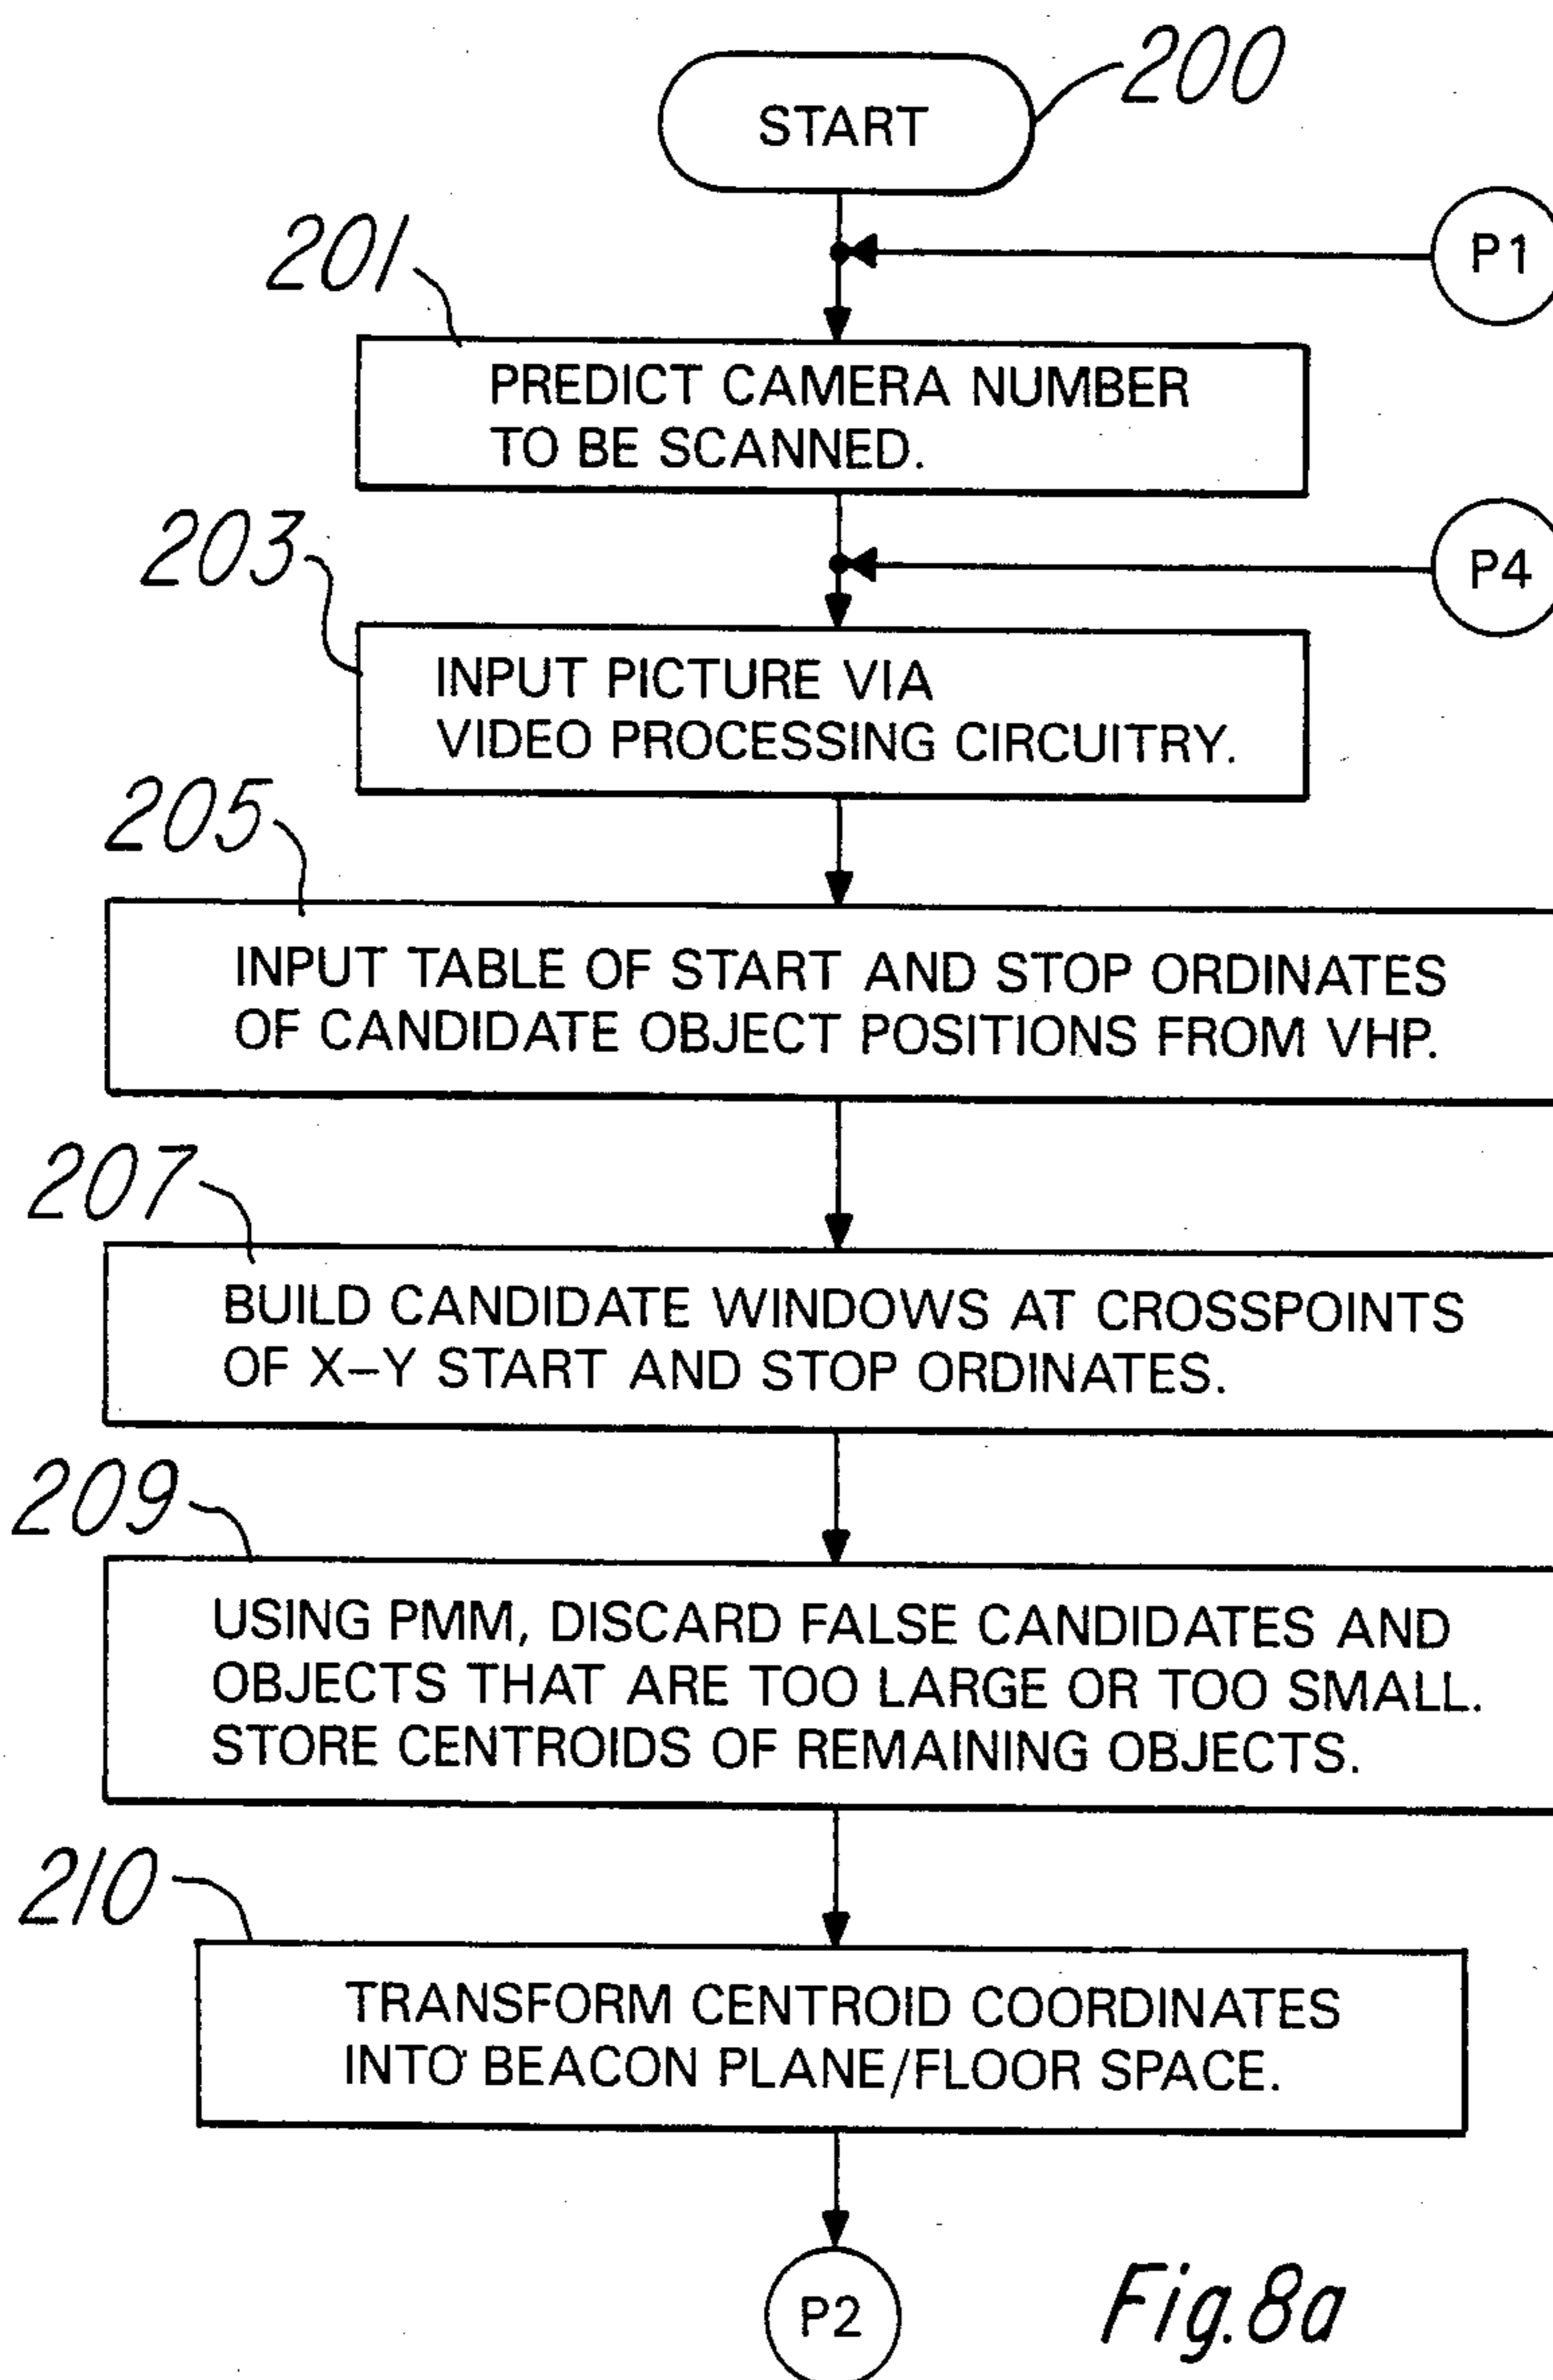 200
START
P1
201
PREDICT CAMERA NUMBER
TO BE SCANNED.
P4
203
INPUT PICTURE VIA
VIDEO PROCESSING CIRCUITRY.
205
INPUT TABLE OF START AND STOP ORDINATES
OF CANDIDATE OBJECT POSITIONS FROM VHP.
207
BUILD CANDIDATE WINDOWS AT CROSSPOINTS
OF X-Y START AND STOP ORDINATES.
209
USING PMM, DISCARD FALSE CANDIDATES AND
OBJECTS THAT ARE TOO LARGE OR TOO SMALL.
STORE CENTROIDS OF REMAINING OBJECTS.
210
TRANSFORM CENTROID COORDINATES
INTO BEACON PLANE/FLOOR SPACE.
P2
Fig. 8a